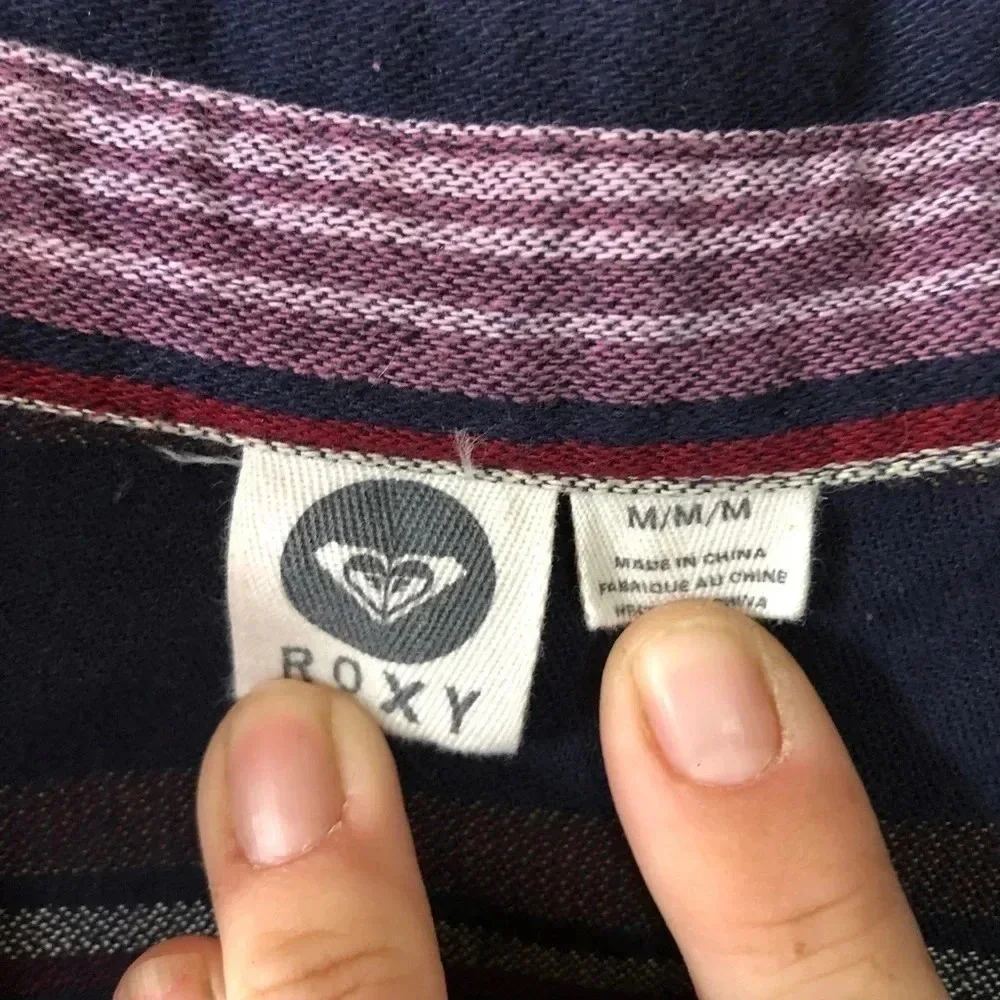 ROXY
M/M/M
MADE IN CHINA
FABRIQUE AU CHINE